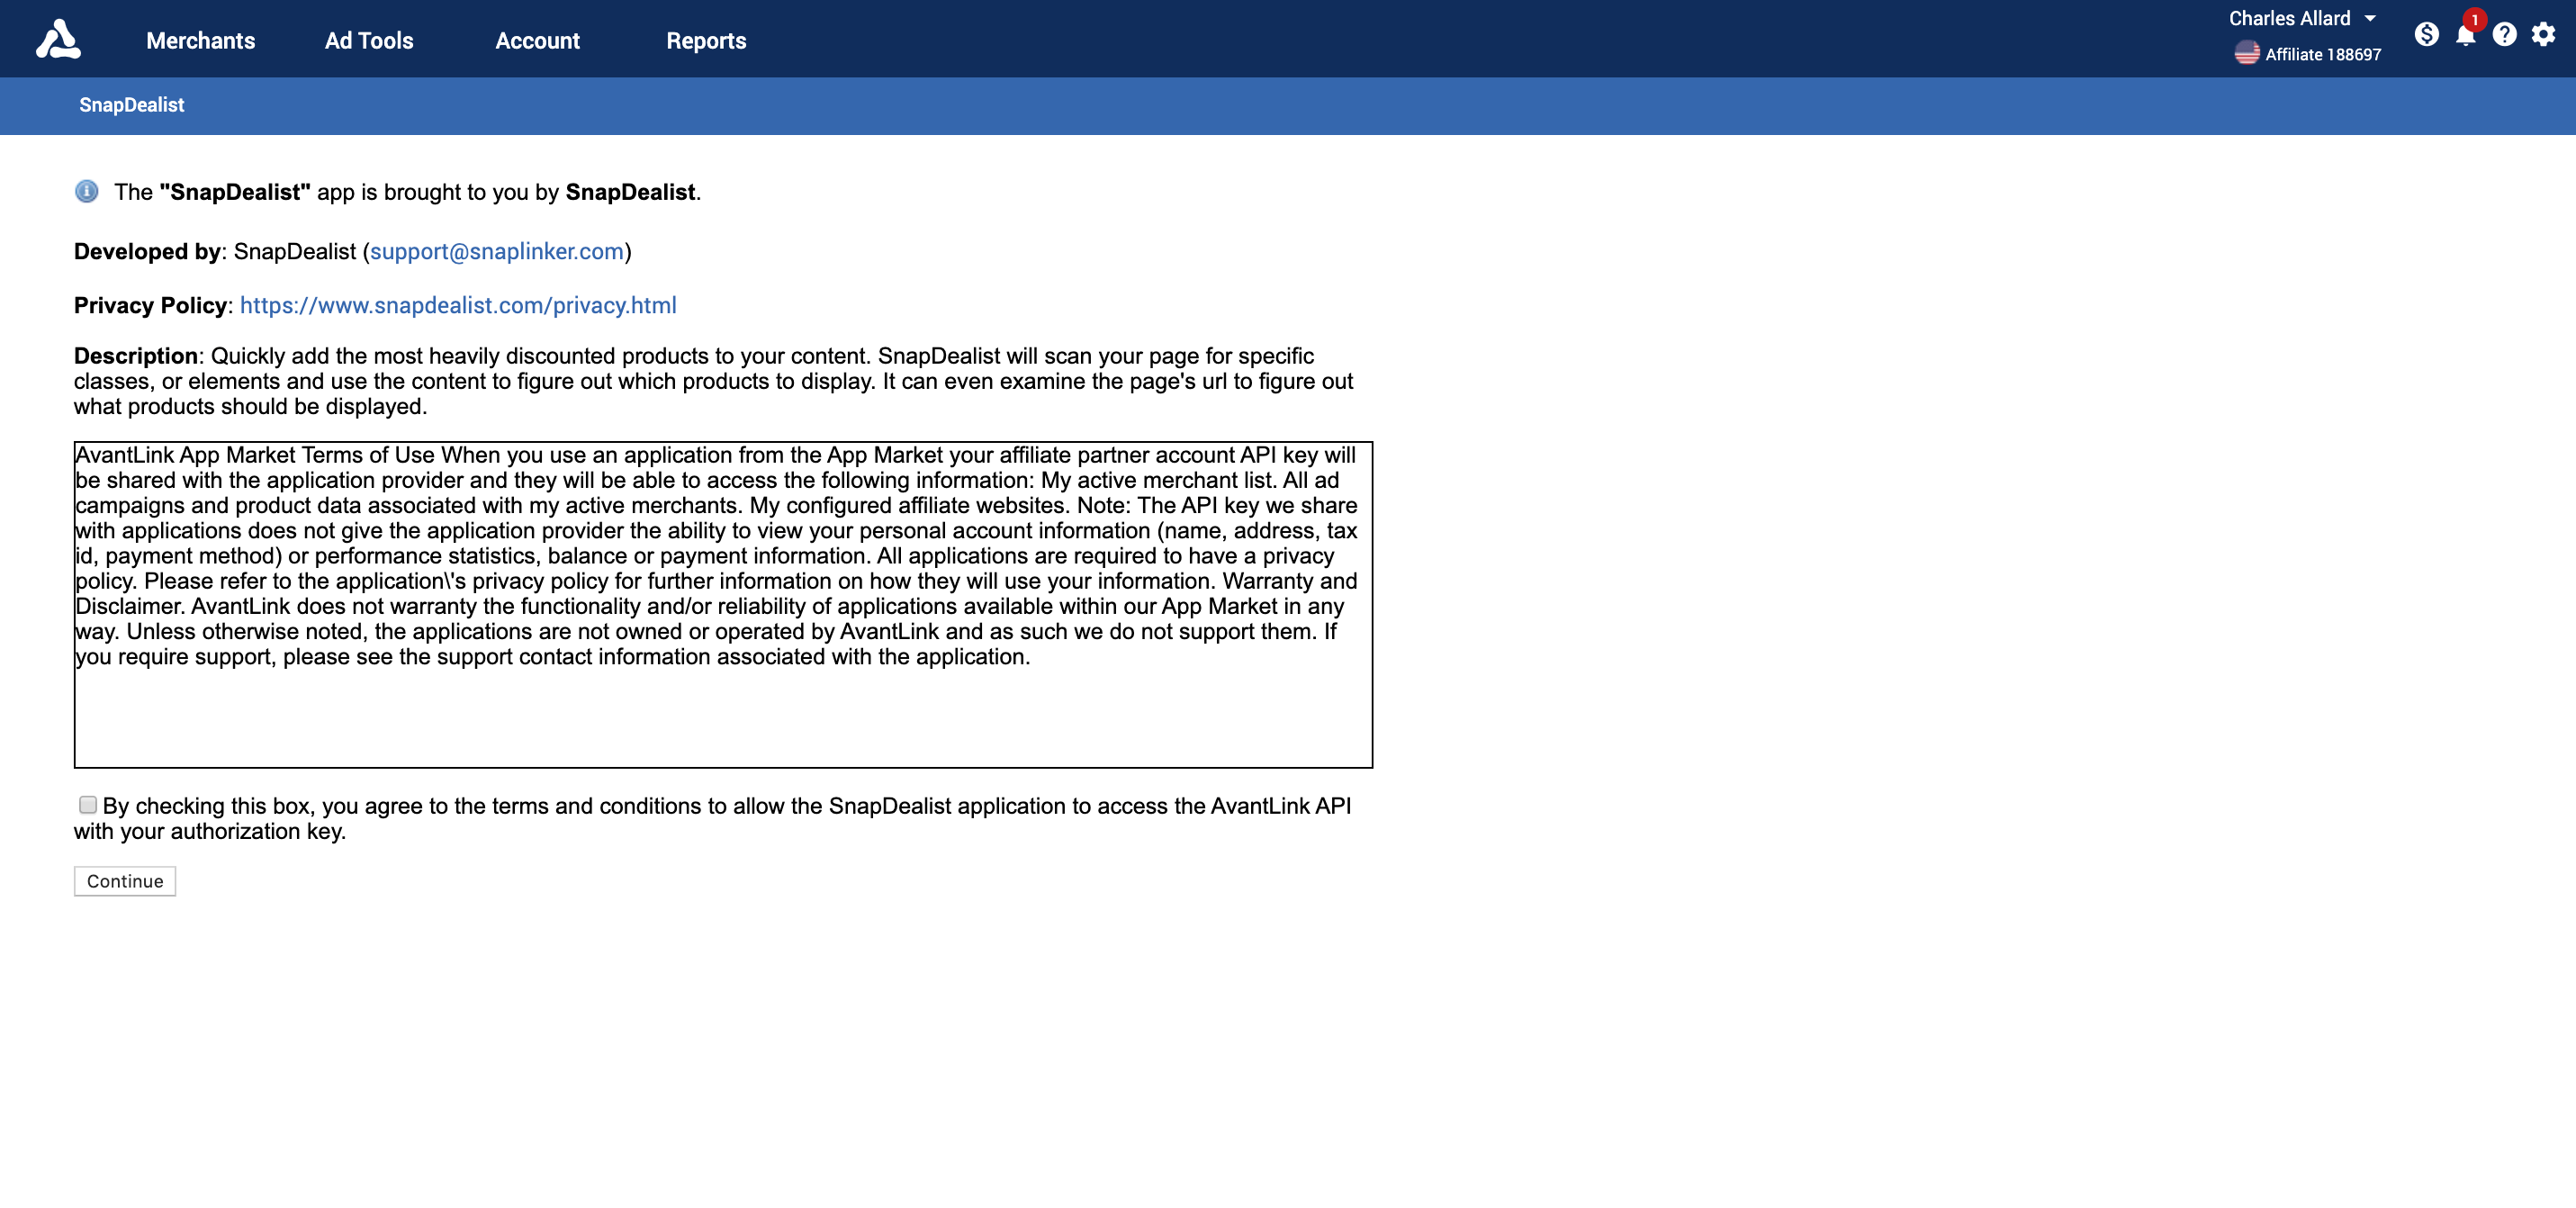 Merchants Ad Tools Account Reports
Charles Allard
1
Affiliate 188697
SnapDealist
The "SnapDealist" app is brought to you by SnapDealist.
Developed by: SnapDealist (support@snaplinker.com)
Privacy Policy: https://www.snapdealist.com/privacy.html
Description: Quickly add the most heavily discounted products to your content. SnapDealist will scan your page for specific
classes, or elements and use the content to figure out which products to display. It can even examine the page's url to figure out
what products should be displayed.
AvantLink App Market Terms of Use When you use an application from the App Market your affiliate partner account API key will
be shared with the application provider and they will be able to access the following information: My active merchant list. All ad
campaigns and product data associated with my active merchants. My configured affiliate websites. Note: The API key we share
with applications does not give the application provider the ability to view your personal account information (name, address, tax
id, payment method) or performance statistics, balance or payment information. All applications are required to have a privacy
policy. Please refer to the application\'s privacy policy for further information on how they will use your information. Warranty and
Disclaimer. AvantLink does not warranty the functionality and/or reliability of applications available within our App Market in any
way. Unless otherwise noted, the applications are not owned or operated by AvantLink and as such we do not support them. If
you require support, please see the support contact information associated with the application.
By checking this box, you agree to the terms and conditions to allow the SnapDealist application to access the AvantLink API
with your authorization key.
Continue